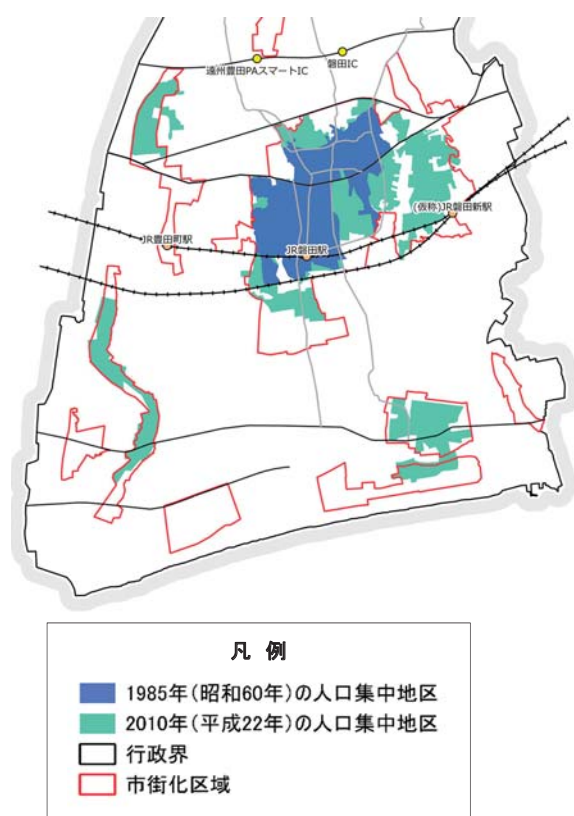 遠州豊田PAスマートIC
磐田IC
(仮称)JR磐田新駅
JR豊田町駅
JR磐田駅
凡 例
1985年(昭和60年)の人口集中地区
2010年(平成22年)の人口集中地区
行政界
市街化区域